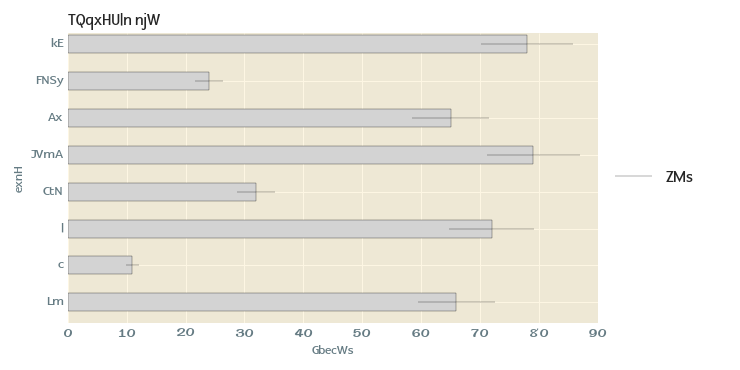 TQqxHUln njW
kE
FNSy
Ax
JVmA
CtN
l
c
Lm
exnH
0 10 20 30 40 50 60 70 80 90
GbecWs
ZMs